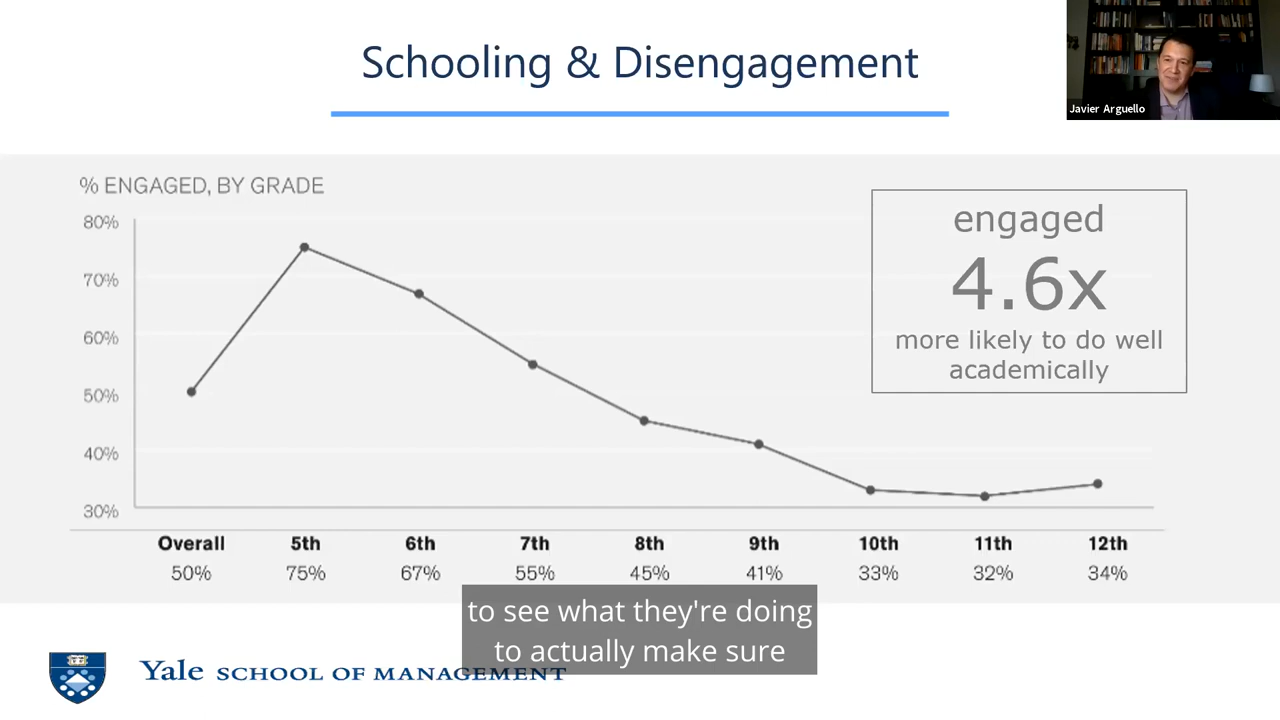 Schooling & Disengagement
Javier Arguello
% ENGAGED, BY GRADE
80%
70%
60%
50%
40%
30%
engaged
4.6x
more likely to do well
academically
Overall 5th 6th 7th 8th 9th 10th 11th 12th
50% 75% 67% 55% 45% 41% 33% 32% 34%
to see what they're doing
to actually make sure
Yale SCHOOL OF MANAGEMENT